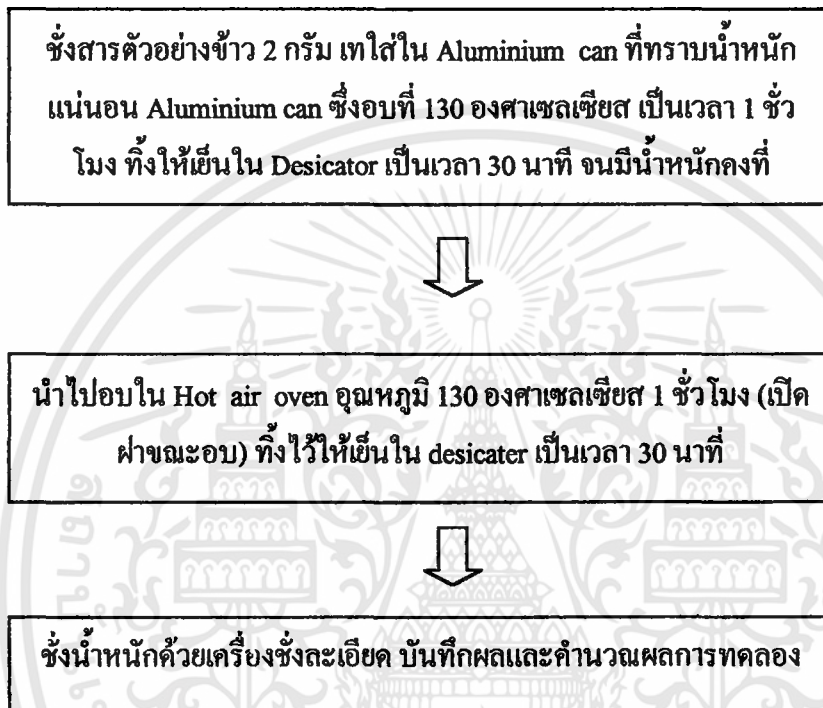 ชั่งสารตัวอย่างข้าว 2 กรัม เทใส่ใน Aluminium can ที่ทราบน้ำหนัก
แน่นอน Aluminium can ซึ่งอบที่ 130 องศาเซลเซียส เป็นเวลา 1 ชั่ว
โมง ทิ้งให้เย็นใน Desicator เป็นเวลา 30 นาที จนมีน้ำหนักคงที่
นำไปอบใน Hot air oven อุณหภูมิ 130 องศาเซลเซียส 1 ชั่วโมง (เปิด
ฝาขณะอบ) ทิ้งไว้ให้เย็นใน desicater เป็นเวลา 30 นาที
ชั่งน้ำหนักด้วยเครื่องชั่งละเอียด บันทึกผลและคำนวณผลการทดลอง